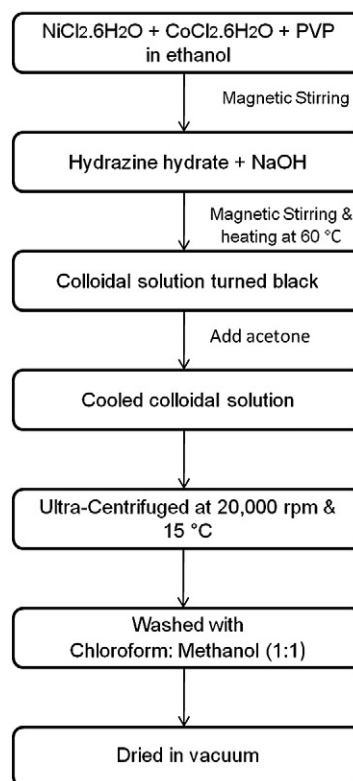 NiCl2.6H2O + CoCl2.6H2O + PVP
in ethanol
Magnetic Stirring
Hydrazine hydrate + NaOH
Magnetic Stirring &
heating at 60 °C
Colloidal solution turned black
Add acetone
Cooled colloidal solution
Ultra-Centrifuged at 20,000 rpm &
15 °C
Washed with
Chloroform: Methanol (1:1)
Dried in vacuum